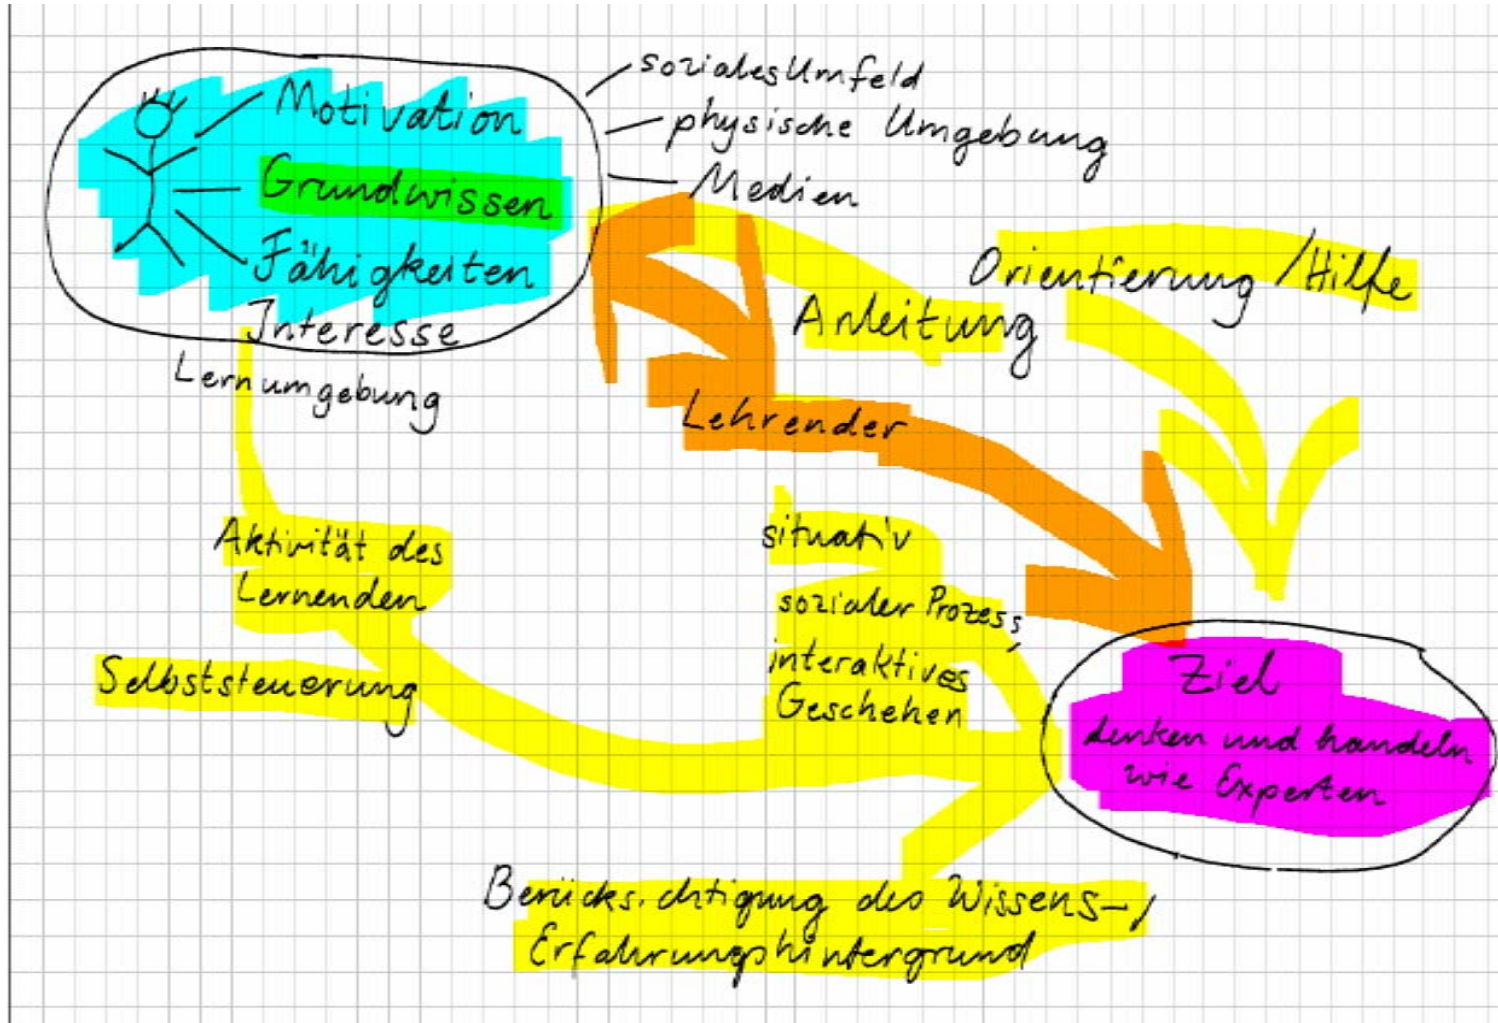 soziales Umfeld
Motivation
physische Umgebung
Grundwissen
Medien
Fähigkeiten
Orientierung / Hilfe
Interesse
Anleitung
Lernumgebung
Lehrender
Aktivität des
Lernenden
situativ
sozialer Prozess,
Selbststeuerung
interaktives
Geschehen
Ziel
denken und handeln
wie Experten
Berücksichtigung des Wissens-/
Erfahrungshintergrund